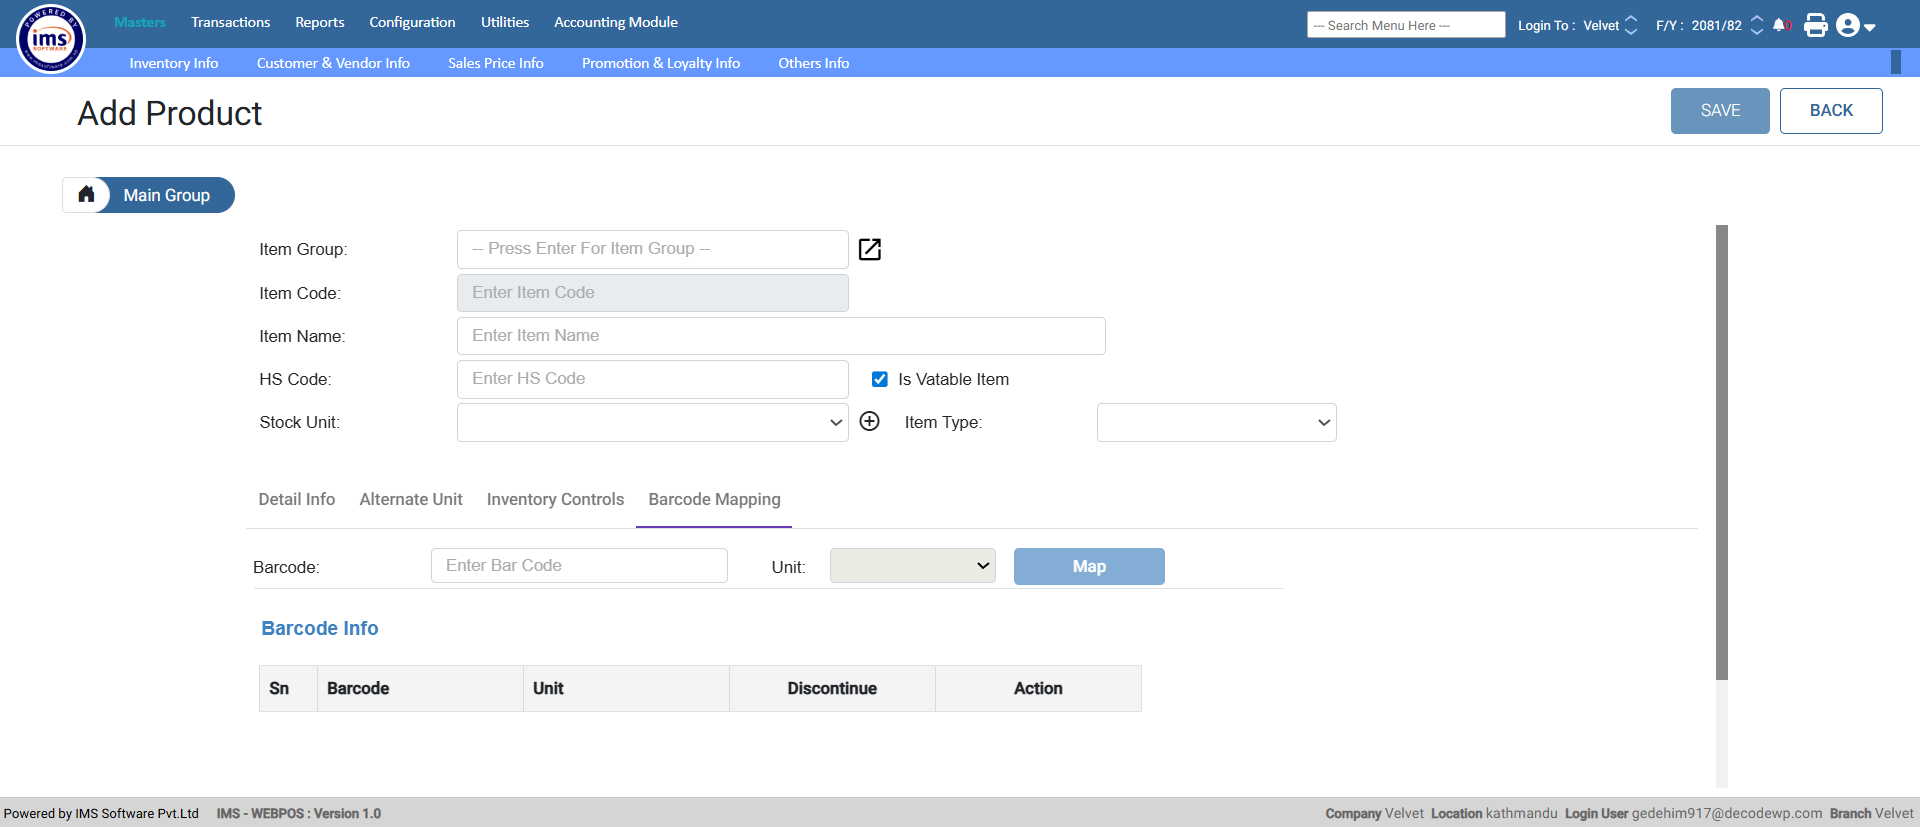 POWERED BY
ims
SOFTWARE
Masters Transactions Reports Configuration Utilities Accounting Module
--- Search Menu Here --- Login To : Velvet F/Y : 2081/82 0
Inventory Info Customer & Vendor Info Sales Price Info Promotion & Loyalty Info Others Info
Add Product
SAVE BACK
Main Group
Item Group: -- Press Enter For Item Group --
Item Code: Enter Item Code
Item Name: Enter Item Name
HS Code: Enter HS Code Is Vatable Item
Stock Unit: Item Type:
Detail Info Alternate Unit Inventory Controls Barcode Mapping
Barcode: Enter Bar Code Unit: Map
Barcode Info
Sn Barcode Unit Discontinue Action
Powered by IMS Software Pvt.Ltd IMS - WEBPOS : Version 1.0 Company Velvet Location kathmandu Login User gedehim917@decodewp.com Branch Velvet